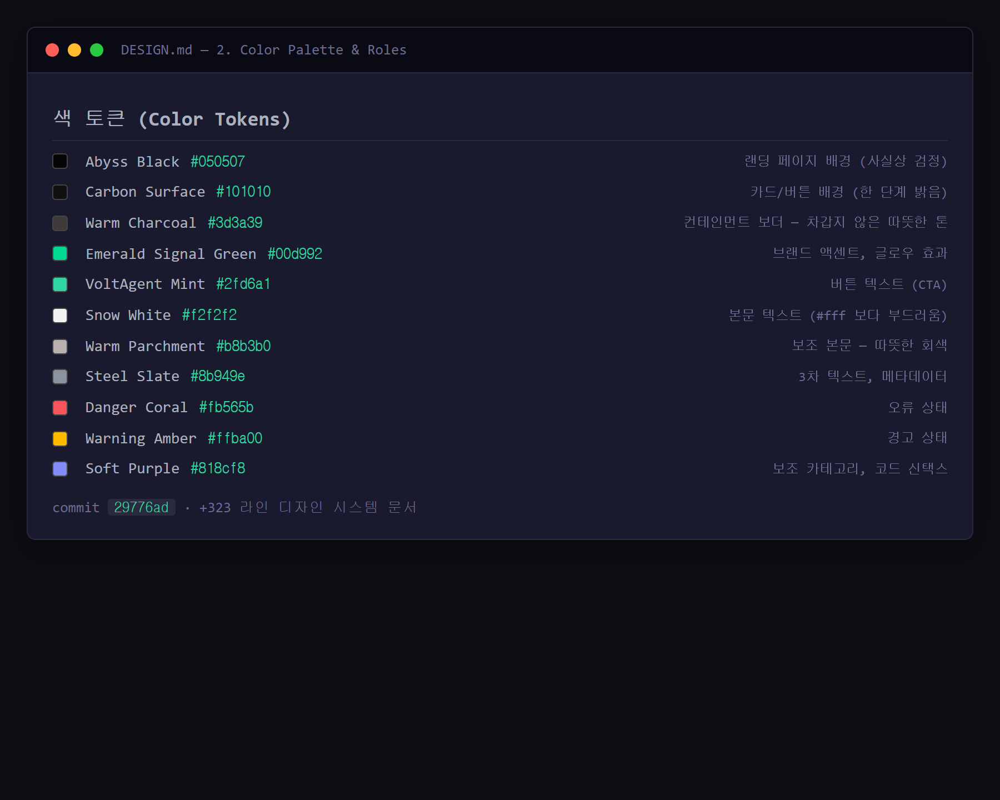 DESIGN.md — 2. Color Palette & Roles
색 토큰 (Color Tokens)
Abyss Black #050507 랜딩 페이지 배경 (사실상 검정)
Carbon Surface #101010 카드/버튼 배경 (한 단계 밝음)
Warm Charcoal #3d3a39 컨테인먼트 보더 — 차갑지 않은 따뜻한 톤
Emerald Signal Green #00d992 브랜드 액센트, 글로우 효과
VoltAgent Mint #2fd6a1 버튼 텍스트 (CTA)
Snow White #f2f2f2 본문 텍스트 (#fff 보다 부드러움)
Warm Parchment #b8b3b0 보조 본문 — 따뜻한 회색
Steel Slate #8b949e 3차 텍스트, 메타데이터
Danger Coral #fb565b 오류 상태
Warning Amber #ffba00 경고 상태
Soft Purple #818cf8 보조 카테고리, 코드 신택스
commit 29776ad · +323 라인 디자인 시스템 문서